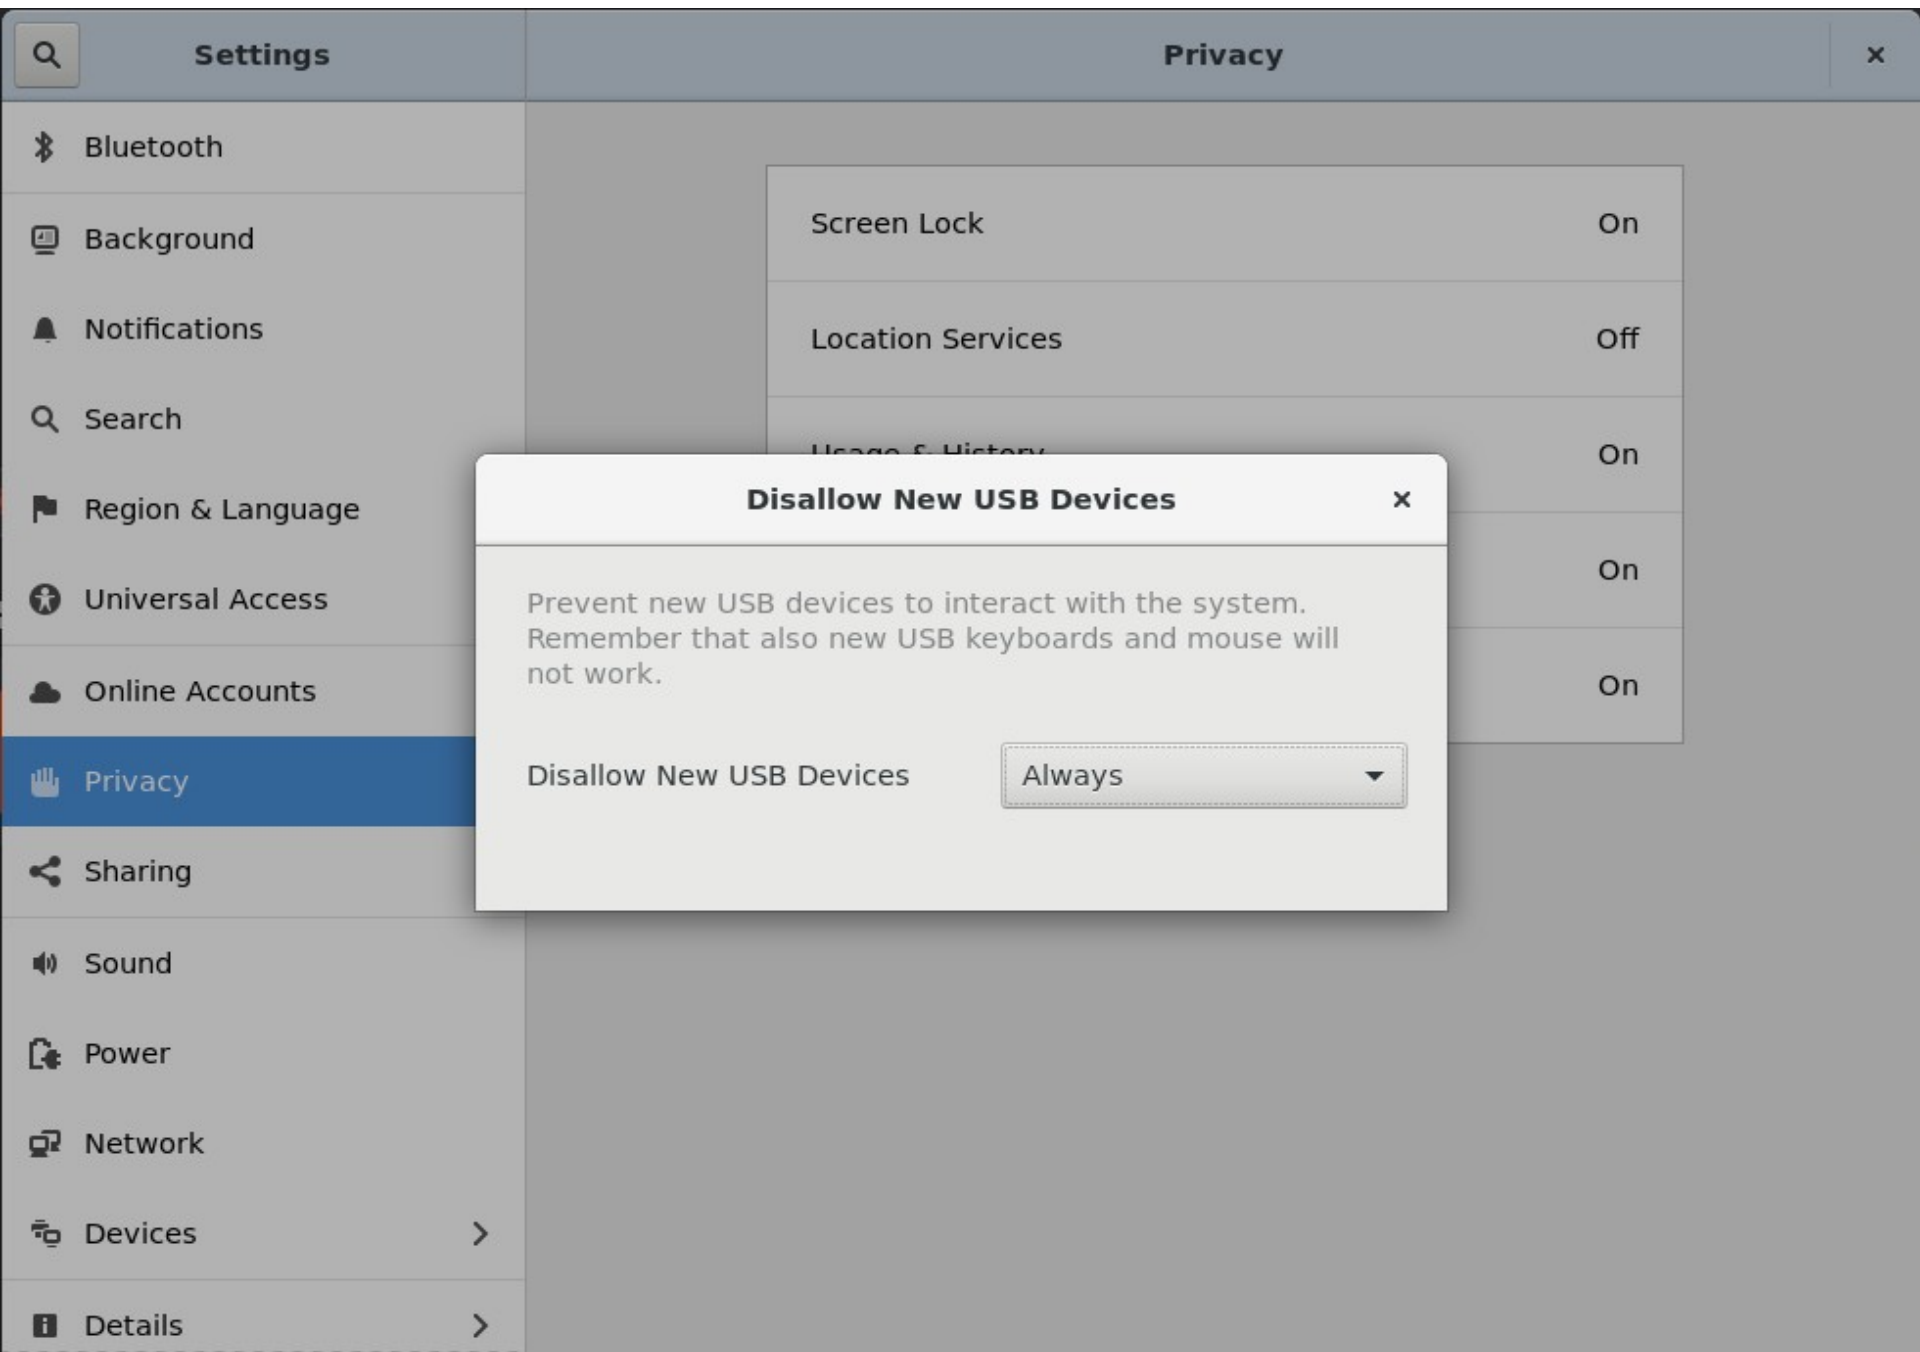 Settings
Privacy
Bluetooth
Background
Notifications
Search
Region & Language
Universal Access
Online Accounts
Privacy
Sharing
Sound
Power
Network
Devices
Details
Screen Lock On
Location Services Off
Usage & History On
On
On
Disallow New USB Devices
Prevent new USB devices to interact with the system.
Remember that also new USB keyboards and mouse will
not work.
Disallow New USB Devices Always